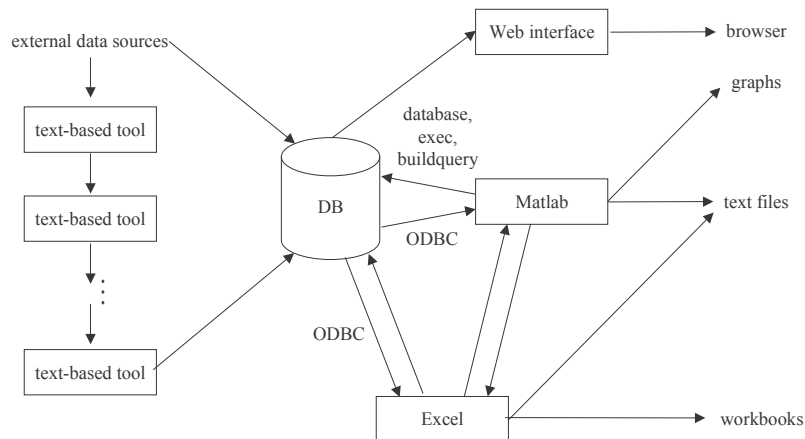 external data sources
text-based tool
text-based tool
text-based tool
DB
database,
exec,
buildquery
ODBC
ODBC
Web interface
Matlab
Excel
browser
graphs
text files
workbooks